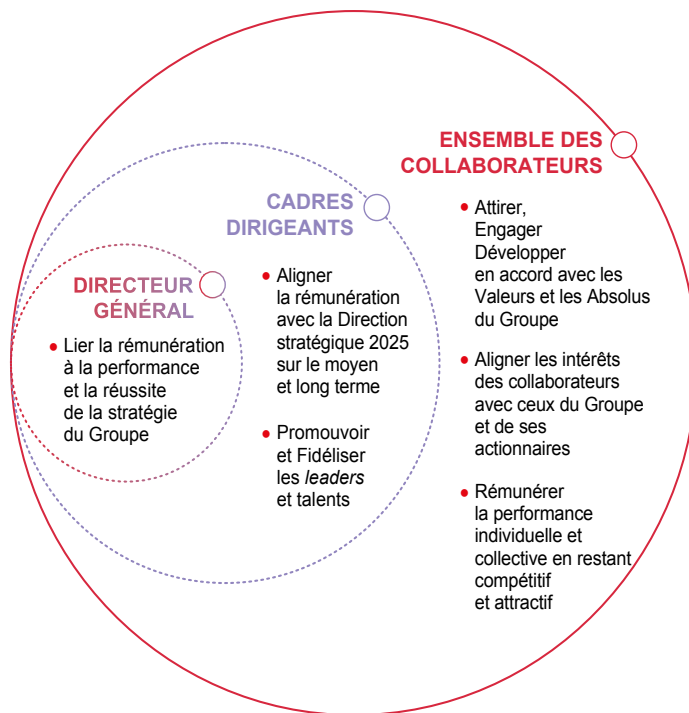 ENSEMBLE DES
COLLABORATEURS
• Attirer,
Engager
Développer
en accord avec les
Valeurs et les Absolus
du Groupe
• Aligner les intérêts
des collaborateurs
avec ceux du Groupe
et de ses
actionnaires
• Rémunérer
la performance
individuelle et
collective en restant
compétitif
et attractif
CADRES
DIRIGEANTS
• Aligner
la rémunération
avec la Direction
stratégique 2025
sur le moyen
et long terme
• Promouvoir
et Fidéliser
les leaders
et talents
DIRECTEUR
GÉNÉRAL
• Lier la rémunération
à la performance
et la réussite
de la stratégie
du Groupe